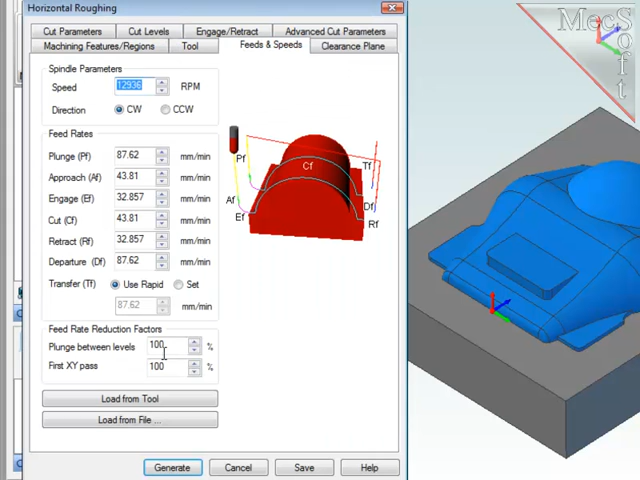 Horizontal Roughing
Cut Parameters
Cut Levels
Engage/Retract
Advanced Cut Parameters
Machining Features/Regions
Tool
Feeds & Speeds
Clearance Plane
Spindle Parameters
Speed 12936 RPM
Direction CW CCW
Feed Rates
Plunge (Pf) 87.62 mm/min
Approach (Af) 43.81 mm/min
Engage (Ef) 32.857 mm/min
Cut (Cf) 43.81 mm/min
Retract (Rf) 32.857 mm/min
Departure (Df) 87.62 mm/min
Transfer (Tf) Use Rapid Set
87.62 mm/min
Feed Rate Reduction Factors
Plunge between levels 100 %
First XY pass 100 %
Load from Tool
Load from File ...
Generate
Cancel
Save
Help
Pf
Cf
Tf
Af
Ef
Df
Rf
MecSoft